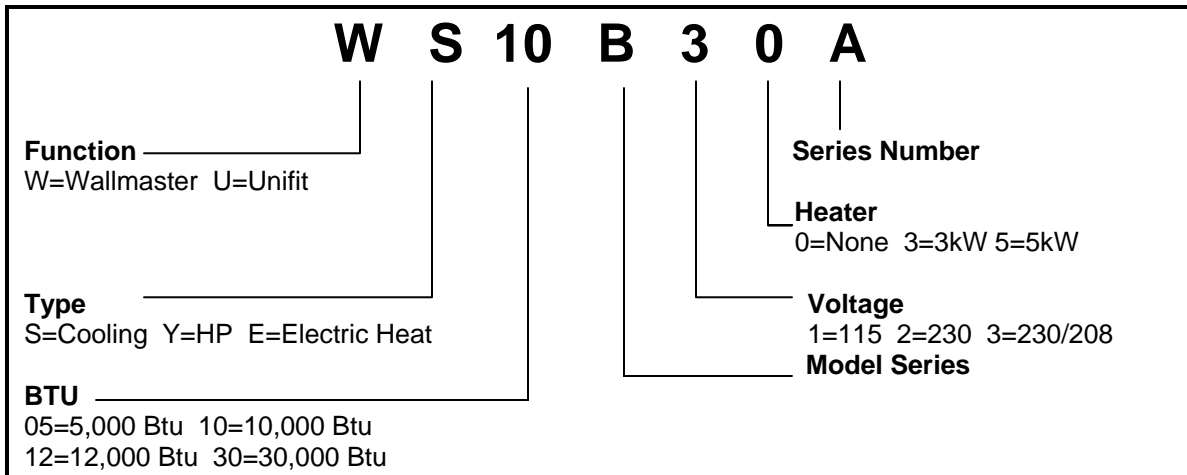 W S 10 B 3 0 A
Function
W=Wallmaster U=Unifit
Type
S=Cooling Y=HP E=Electric Heat
BTU
05=5,000 Btu 10=10,000 Btu
12=12,000 Btu 30=30,000 Btu
Series Number
Heater
0=None 3=3kW 5=5kW
Voltage
1=115 2=230 3=230/208
Model Series